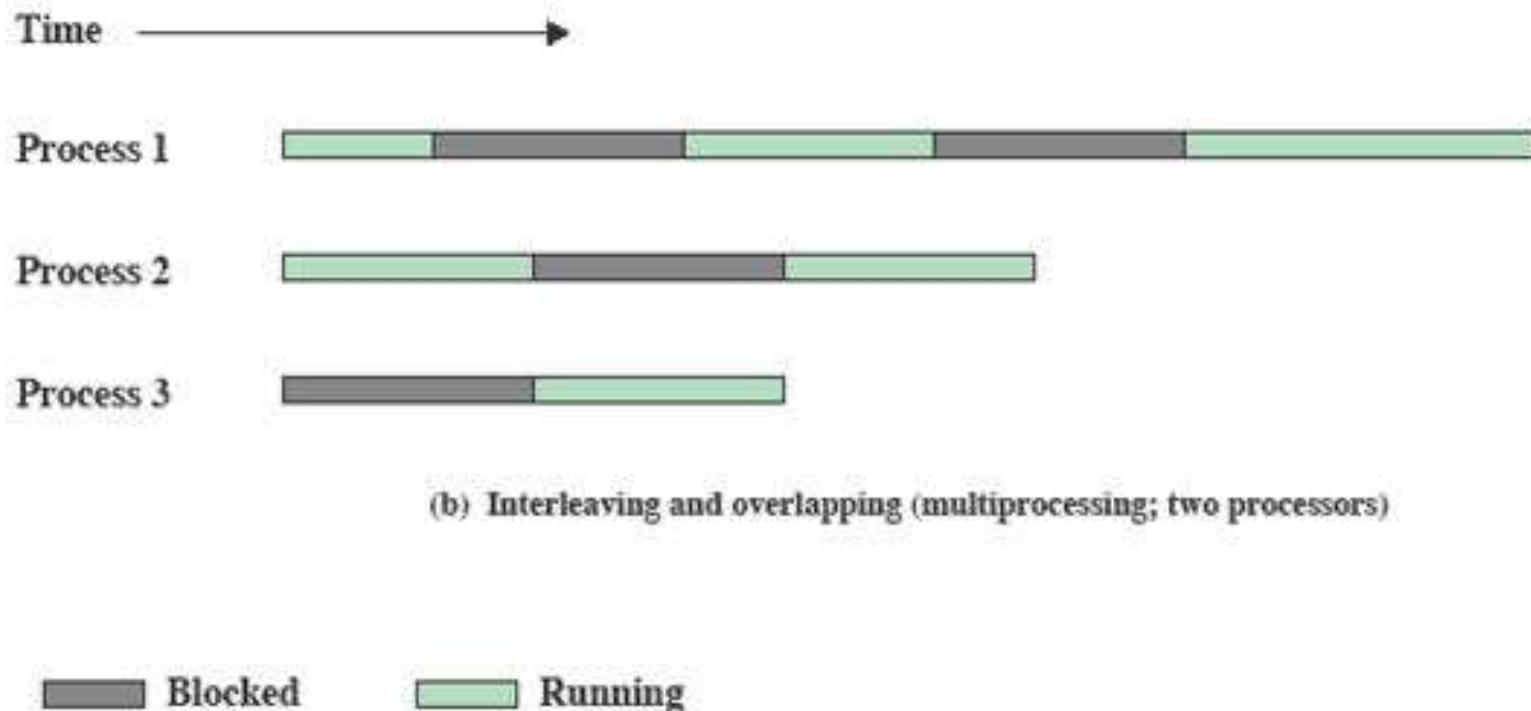 Time
Process 1
Process 2
Process 3
(b) Interleaving and overlapping (multiprocessing; two processors)
Blocked Running